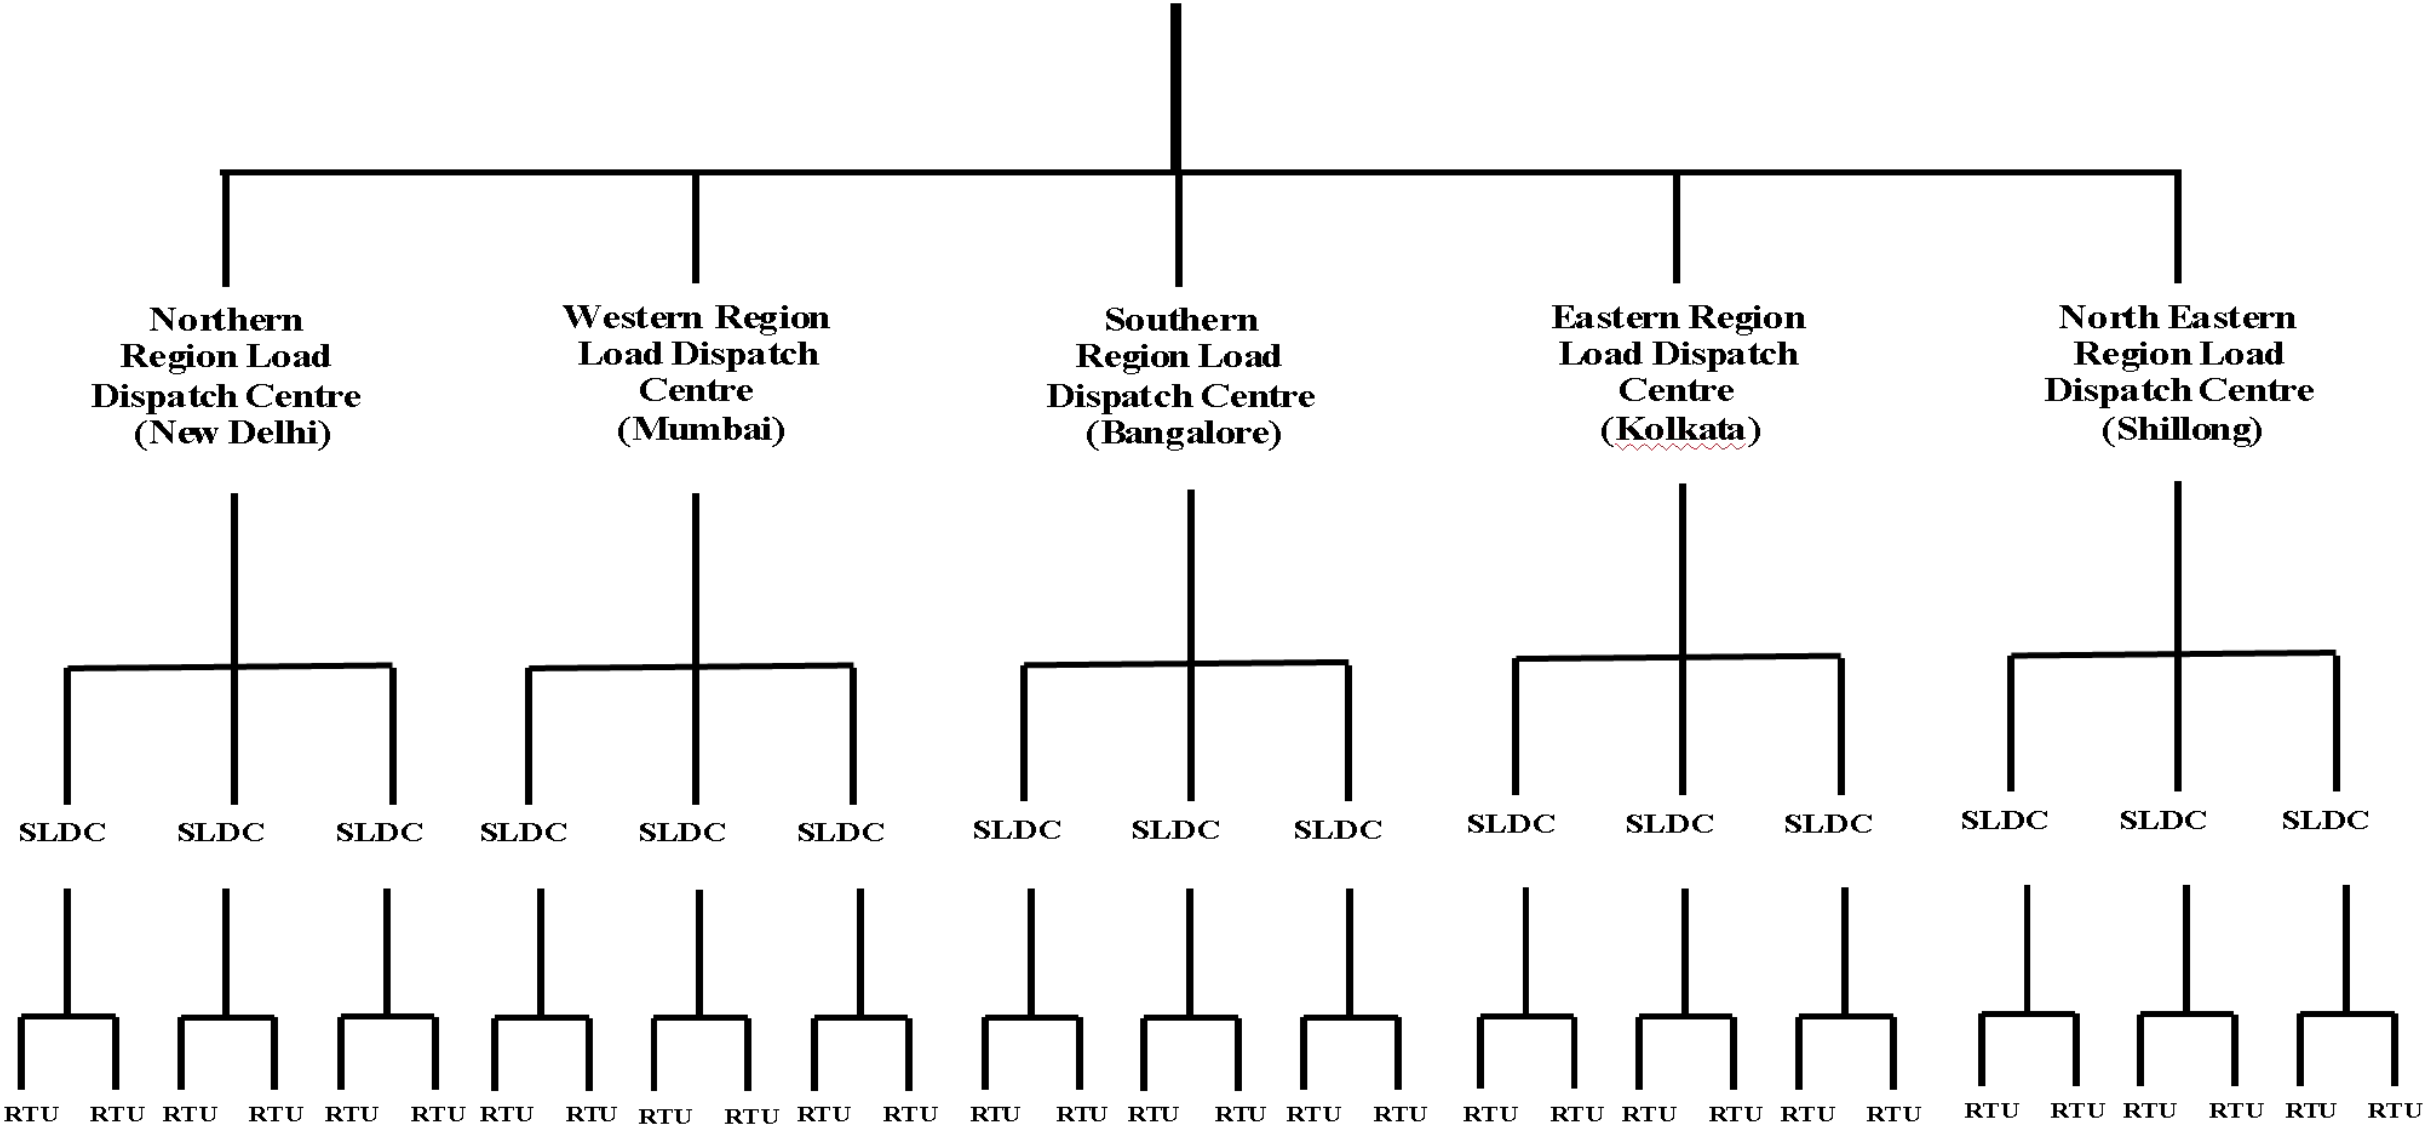 Northern
Region Load
Dispatch Centre
(New Delhi)
Western Region
Load Dispatch
Centre
(Mumbai)
Southern
Region Load
Dispatch Centre
(Bangalore)
Eastern Region
Load Dispatch
Centre
(Kolkata)
North Eastern
Region Load
Dispatch Centre
(Shillong)
SLDC SLDC SLDC SLDC SLDC SLDC SLDC SLDC SLDC SLDC SLDC SLDC SLDC SLDC SLDC
RTU RTU RTU RTU RTU RTU RTU RTU RTU RTU RTU RTU RTU RTU RTU RTU RTU RTU RTU RTU RTU RTU RTU RTU RTU RTU RTU RTU RTU RTU